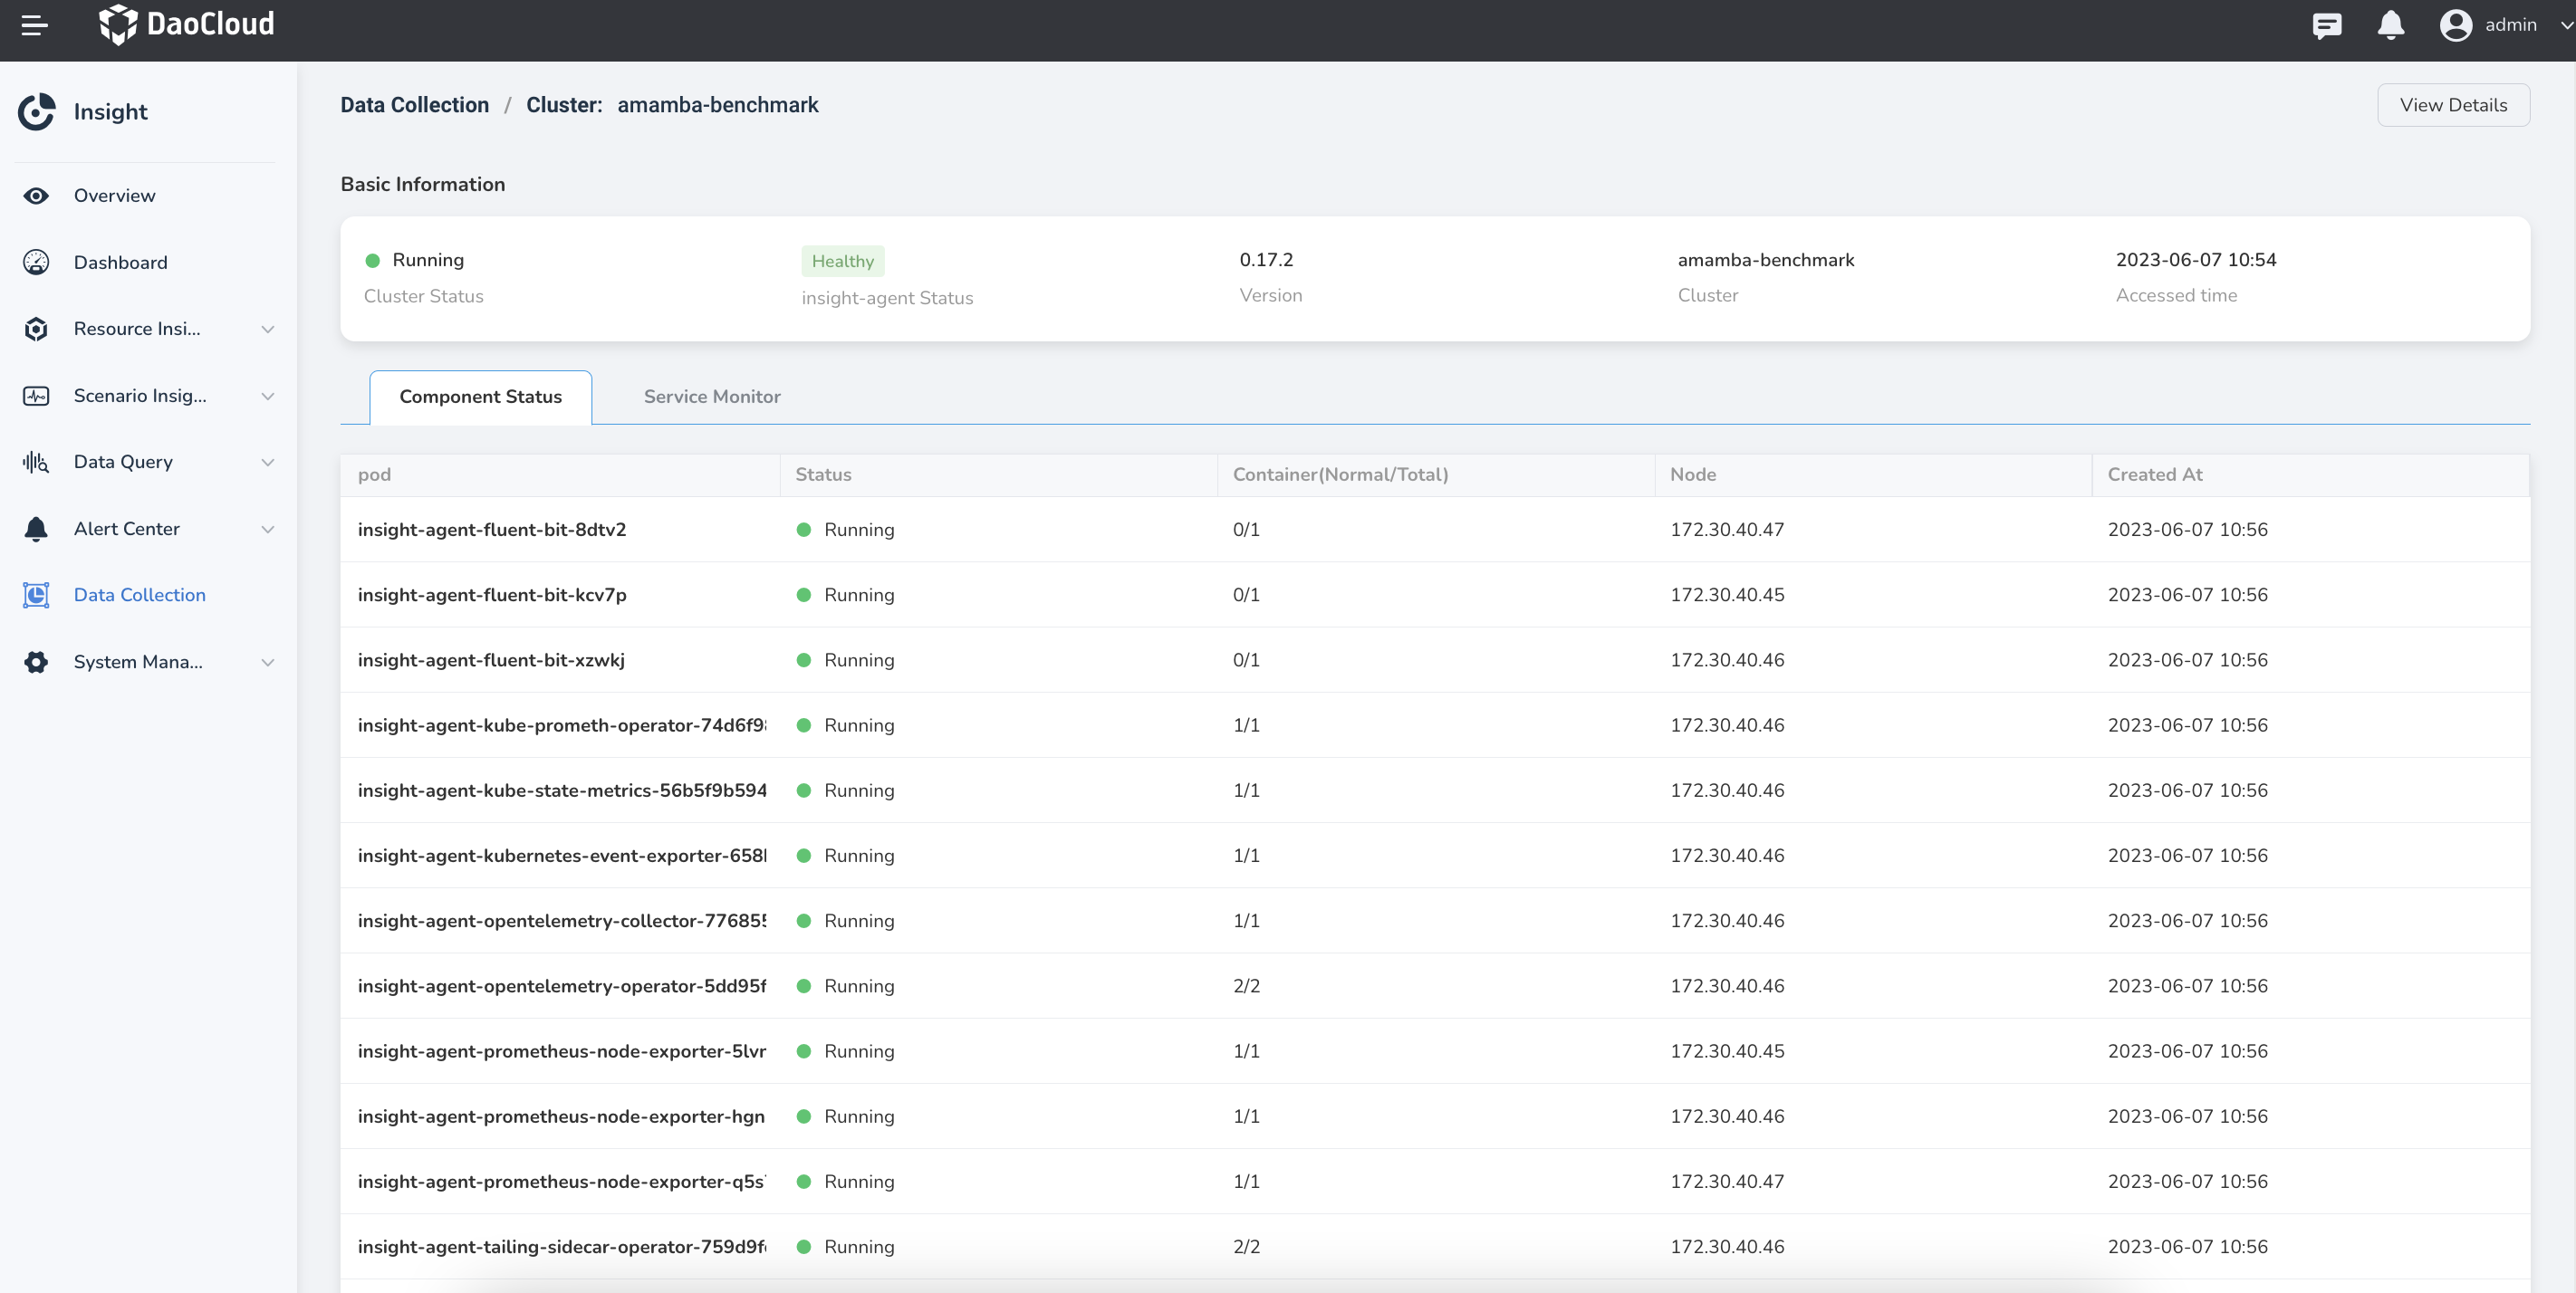 DaoCloud
admin
Insight
Overview
Dashboard
Resource Insi...
Scenario Insig...
Data Query
Alert Center
Data Collection
System Mana...
Data Collection / Cluster: amamba-benchmark
View Details
Basic Information
Running
Cluster Status
Healthy
insight-agent Status
0.17.2
Version
amamba-benchmark
Cluster
2023-06-07 10:54
Accessed time
Component Status
Service Monitor
pod Status Container(Normal/Total) Node Created At
insight-agent-fluent-bit-8dtv2 Running 0/1 172.30.40.47 2023-06-07 10:56
insight-agent-fluent-bit-kcv7p Running 0/1 172.30.40.45 2023-06-07 10:56
insight-agent-fluent-bit-xzwkj Running 0/1 172.30.40.46 2023-06-07 10:56
insight-agent-kube-prometh-operator-74d6f9 Running 1/1 172.30.40.46 2023-06-07 10:56
insight-agent-kube-state-metrics-56b5f9b594 Running 1/1 172.30.40.46 2023-06-07 10:56
insight-agent-kubernetes-event-exporter-658 Running 1/1 172.30.40.46 2023-06-07 10:56
insight-agent-opentelemetry-collector-77685 Running 1/1 172.30.40.46 2023-06-07 10:56
insight-agent-opentelemetry-operator-5dd95f Running 2/2 172.30.40.46 2023-06-07 10:56
insight-agent-prometheus-node-exporter-5lv Running 1/1 172.30.40.45 2023-06-07 10:56
insight-agent-prometheus-node-exporter-hgn Running 1/1 172.30.40.46 2023-06-07 10:56
insight-agent-prometheus-node-exporter-q5s Running 1/1 172.30.40.47 2023-06-07 10:56
insight-agent-tailing-sidecar-operator-759d9f Running 2/2 172.30.40.46 2023-06-07 10:56